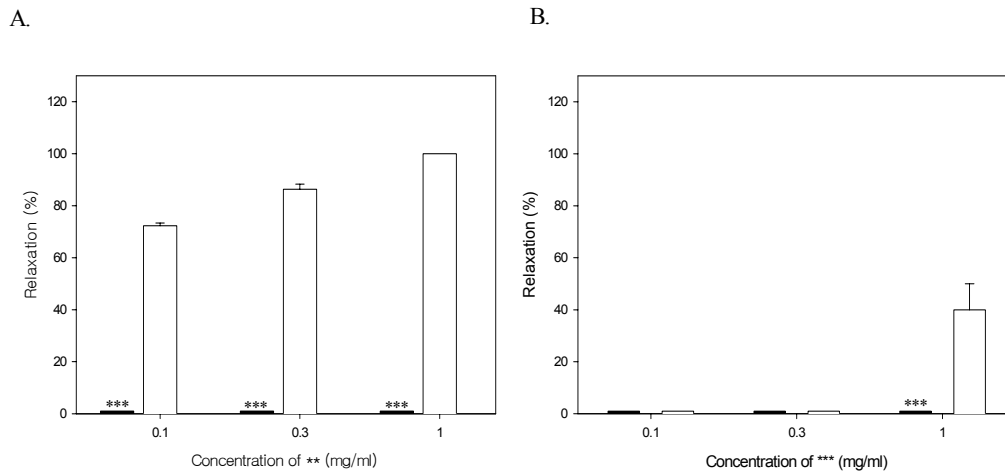 A.
B.
120
100
80
60
40
20
0
Relaxation (%)
*** *** ***
0.1 0.3 1
Concentration of ** (mg/ml)
120
100
80
60
40
20
0
Relaxation (%)
***
0.1 0.3 1
Concentration of *** (mg/ml)